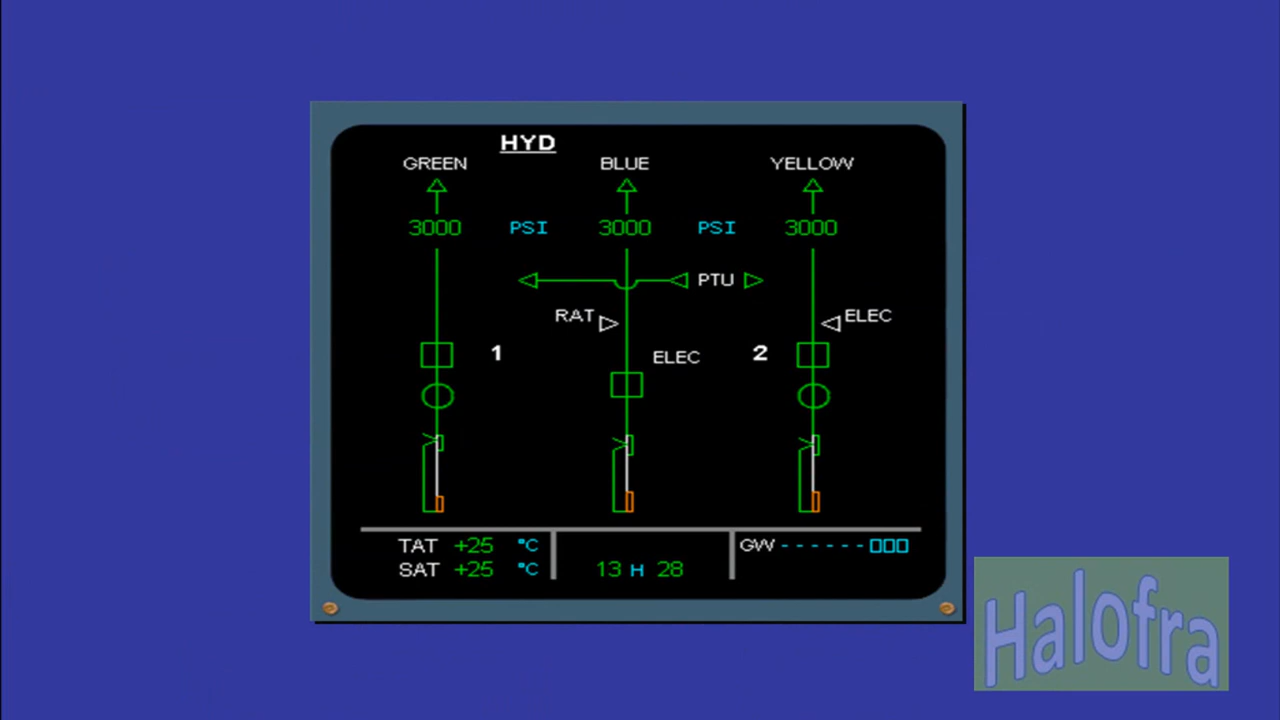 HYD
GREEN BLUE YELLOW
3000 PSI 3000 PSI 3000
PTU
RAT ELEC
1 ELEC 2
TAT +25 °C GW ------
SAT +25 °C 13 H 28
Halofra